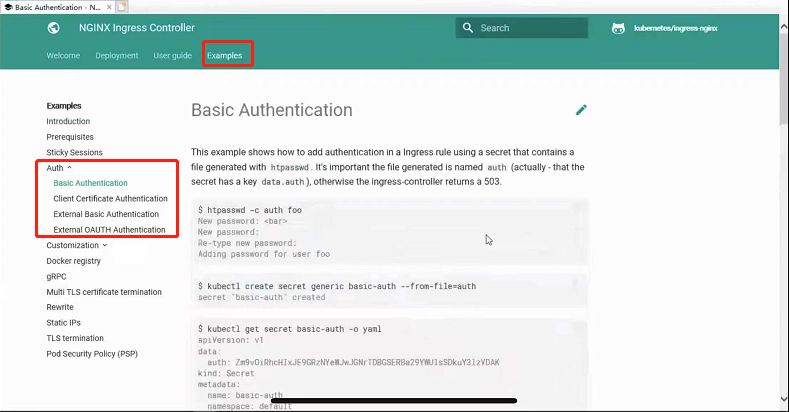 Basic Authentication - N...
NGINX Ingress Controller
Search
kubernetes/ingress-nginx
Welcome
Deployment
User guide
Examples
Examples
Introduction
Prerequisites
Sticky Sessions
Auth
Basic Authentication
Client Certificate Authentication
External Basic Authentication
External OAUTH Authentication
Customization
Docker registry
gRPC
Multi TLS certificate termination
Rewrite
Static IPs
TLS termination
Pod Security Policy (PSP)
Basic Authentication
This example shows how to add authentication in a Ingress rule using a secret that contains a
file generated with htpasswd. It's important the file generated is named auth (actually - that the
secret has a key data.auth), otherwise the ingress-controller returns a 503.
$ htpasswd -c auth foo
New password: <bar>
New password:
Re-type new password:
Adding password for user foo
$ kubectl create secret generic basic-auth --from-file=auth
secret "basic-auth" created
$ kubectl get secret basic-auth -o yaml
apiVersion: v1
data:
auth:
kind: Secret
metadata:
name: basic-auth
namespace: default